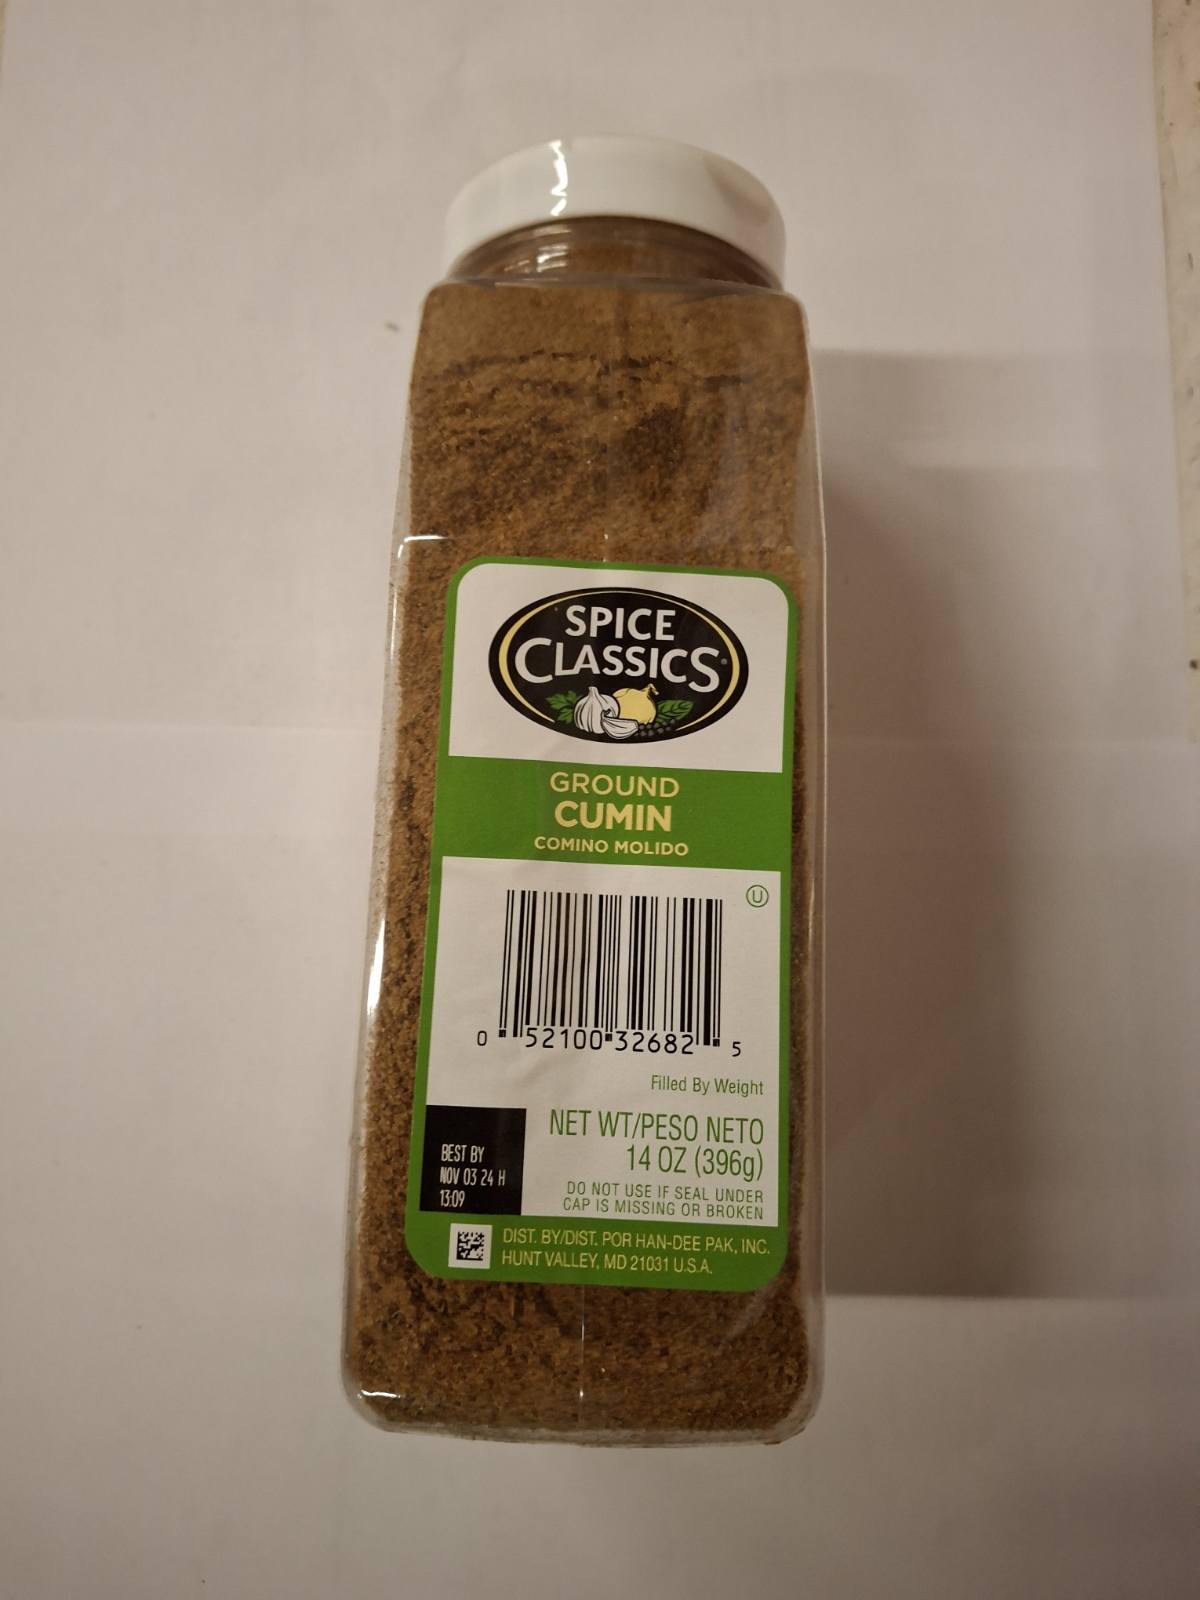 SPICE
CLASSICS®
GROUND
CUMIN
COMINO MOLIDO
U
0 52100 32682 5
Filled By Weight
NET WT/PESO NETO
14 OZ (396g)
BEST BY
NOV 03 24 H
13:09
DO NOT USE IF SEAL UNDER
CAP IS MISSING OR BROKEN
DIST. BY/DIST. POR HAN-DEE PAK, INC.
HUNT VALLEY, MD 21031 U.S.A.